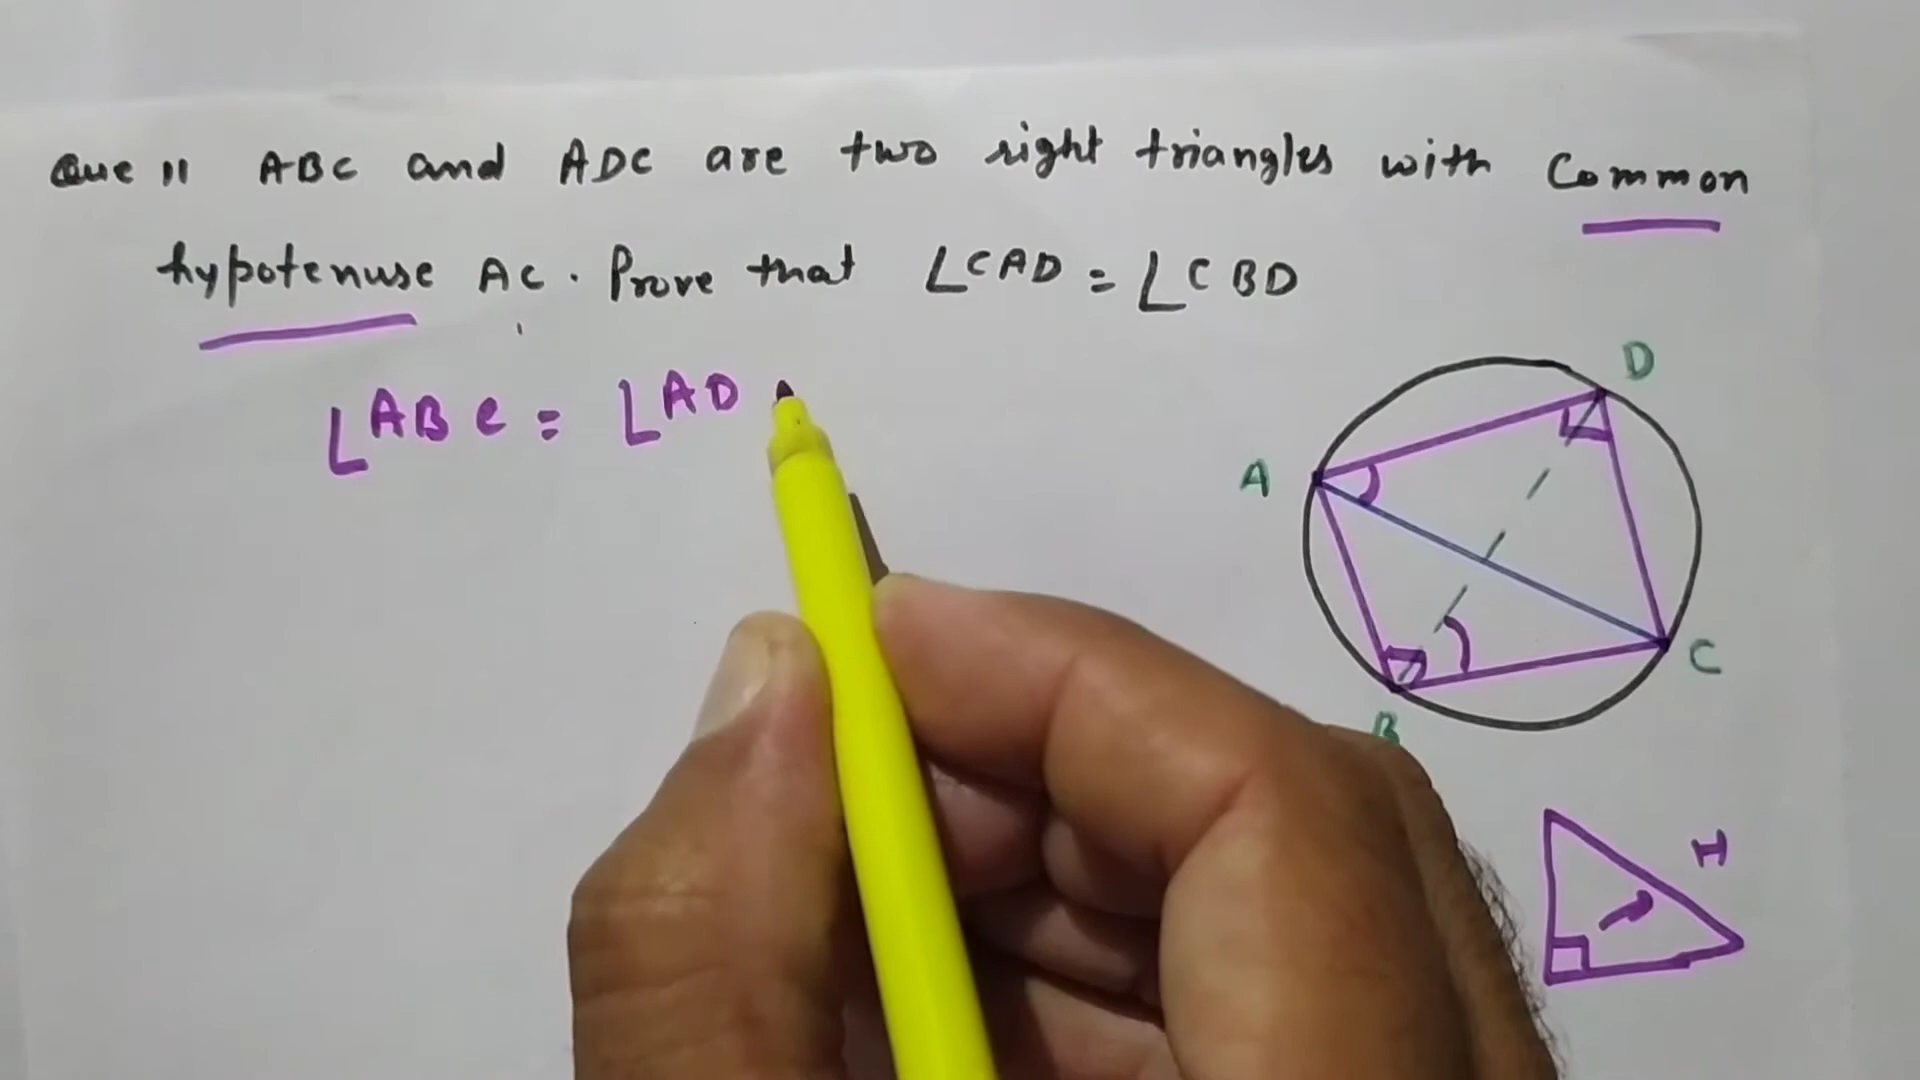 Que 11 ABC and ADC are two right triangles with Common
hypotenuse AC. Prove that ∠CAD = ∠CBD
∠ABC = ∠AD
D
A
C
B
H